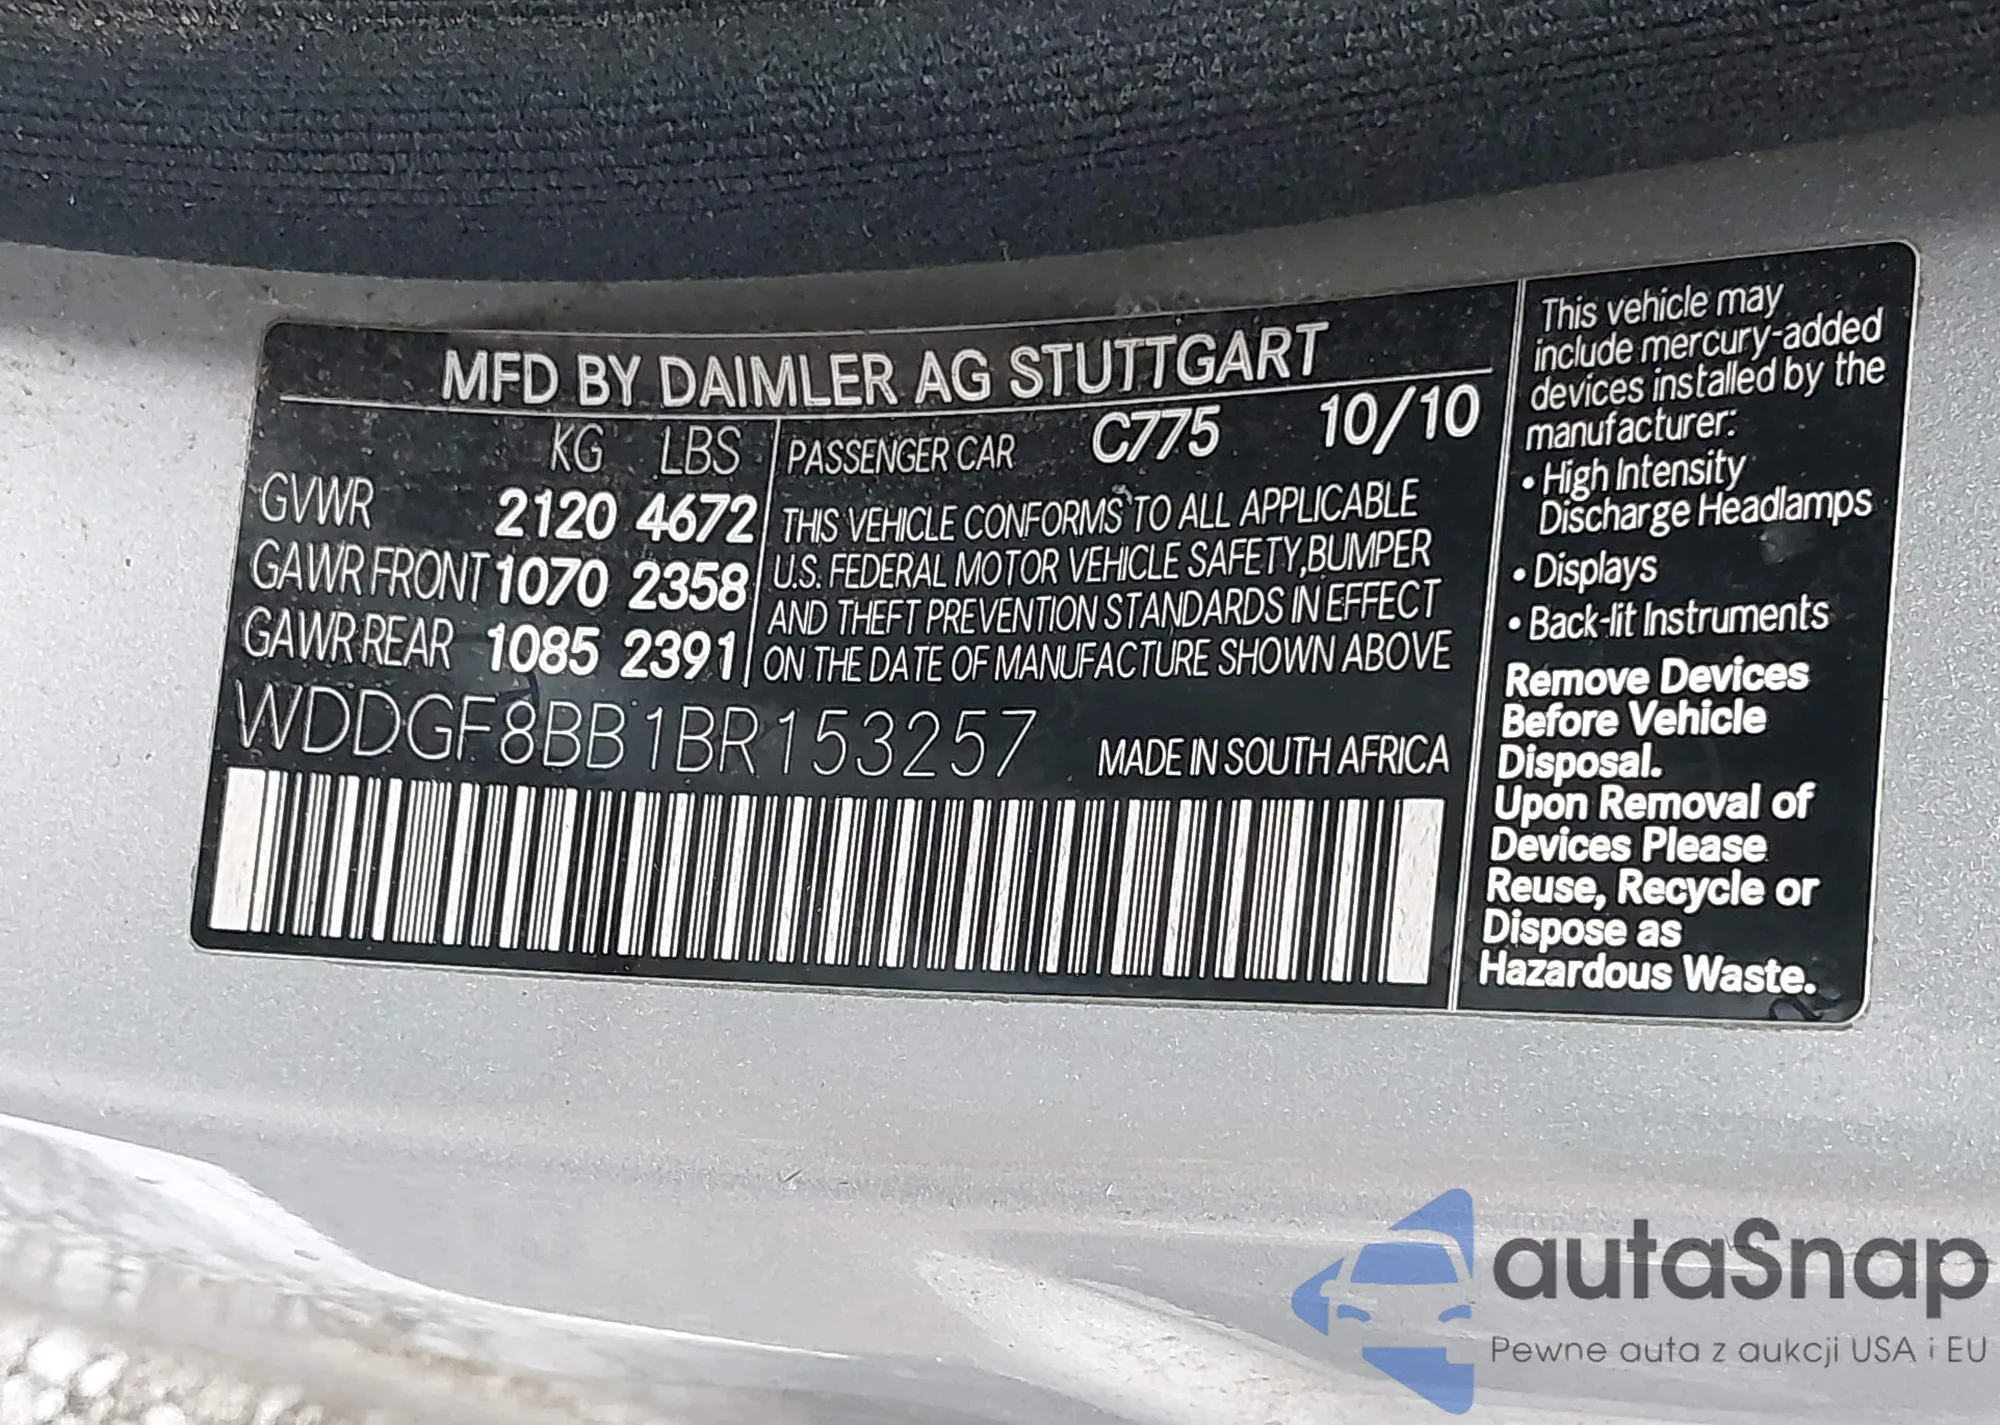 MFD BY DAIMLER AG STUTTGART
KG LBS
GVWR 2120 4672
GAWR FRONT 1070 2358
GAWR REAR 1085 2391
PASSENGER CAR C775 10/10
THIS VEHICLE CONFORMS TO ALL APPLICABLE
U.S. FEDERAL MOTOR VEHICLE SAFETY, BUMPER
AND THEFT PREVENTION STANDARDS IN EFFECT
ON THE DATE OF MANUFACTURE SHOWN ABOVE
WDDGF8BB1BR153257 MADE IN SOUTH AFRICA
This vehicle may
include mercury-added
devices installed by the
manufacturer:
• High Intensity
Discharge Headlamps
• Displays
• Back-lit Instruments
Remove Devices
Before Vehicle
Disposal.
Upon Removal of
Devices Please
Reuse, Recycle or
Dispose as
Hazardous Waste.
autaSnap
Pewne auta z aukcji USA i EU